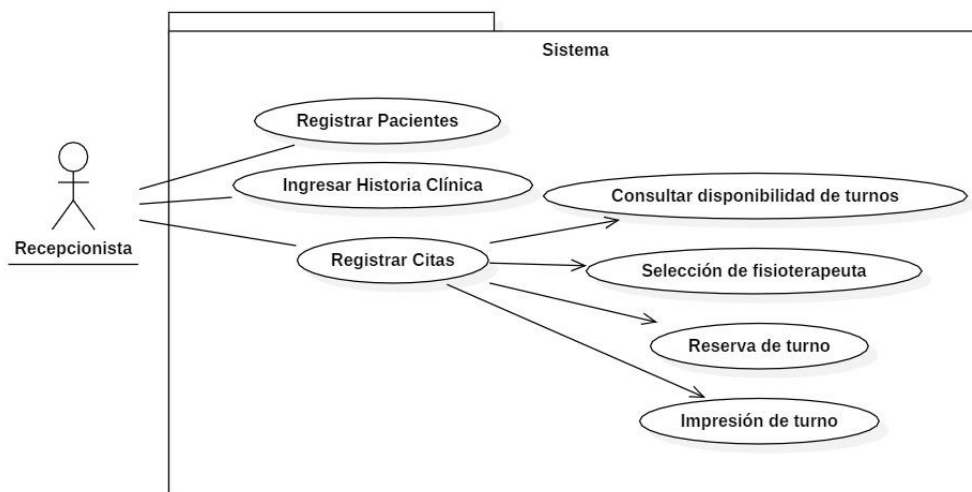 Sistema
Registrar Pacientes
Ingresar Historia Clínica
Consultar disponibilidad de turnos
Recepcionista
Registrar Citas
Selección de fisioterapeuta
Reserva de turno
Impresión de turno